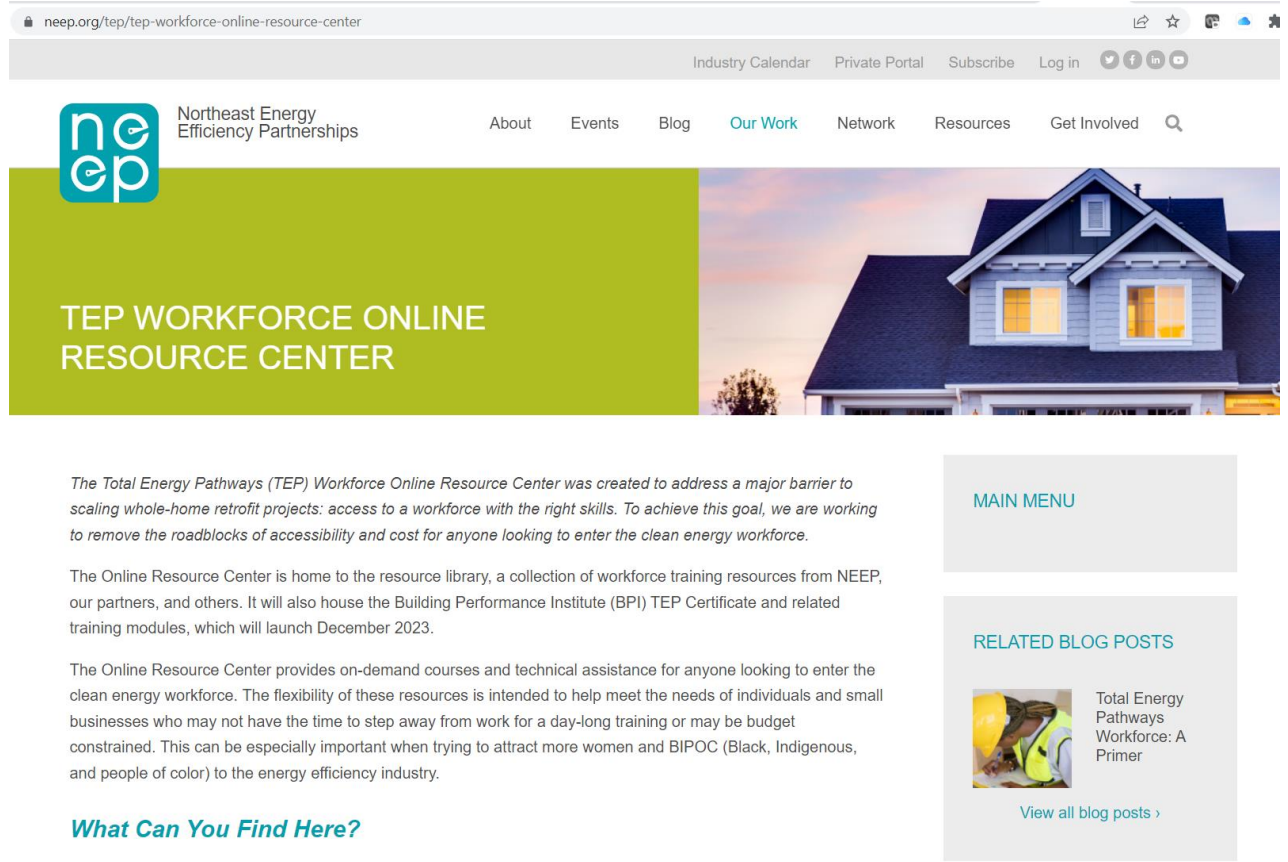 neep.org/tep/tep-workforce-online-resource-center
Industry Calendar Private Portal Subscribe Log in
neep
Northeast Energy
Efficiency Partnerships
About Events Blog Our Work Network Resources Get Involved
TEP WORKFORCE ONLINE
RESOURCE CENTER
The Total Energy Pathways (TEP) Workforce Online Resource Center was created to address a major barrier to
scaling whole-home retrofit projects: access to a workforce with the right skills. To achieve this goal, we are working
to remove the roadblocks of accessibility and cost for anyone looking to enter the clean energy workforce.
The Online Resource Center is home to the resource library, a collection of workforce training resources from NEEP,
our partners, and others. It will also house the Building Performance Institute (BPI) TEP Certificate and related
training modules, which will launch December 2023.
The Online Resource Center provides on-demand courses and technical assistance for anyone looking to enter the
clean energy workforce. The flexibility of these resources is intended to help meet the needs of individuals and small
businesses who may not have the time to step away from work for a day-long training or may be budget
constrained. This can be especially important when trying to attract more women and BIPOC (Black, Indigenous,
and people of color) to the energy efficiency industry.
What Can You Find Here?
MAIN MENU
RELATED BLOG POSTS
Total Energy
Pathways
Workforce: A
Primer
View all blog posts ›